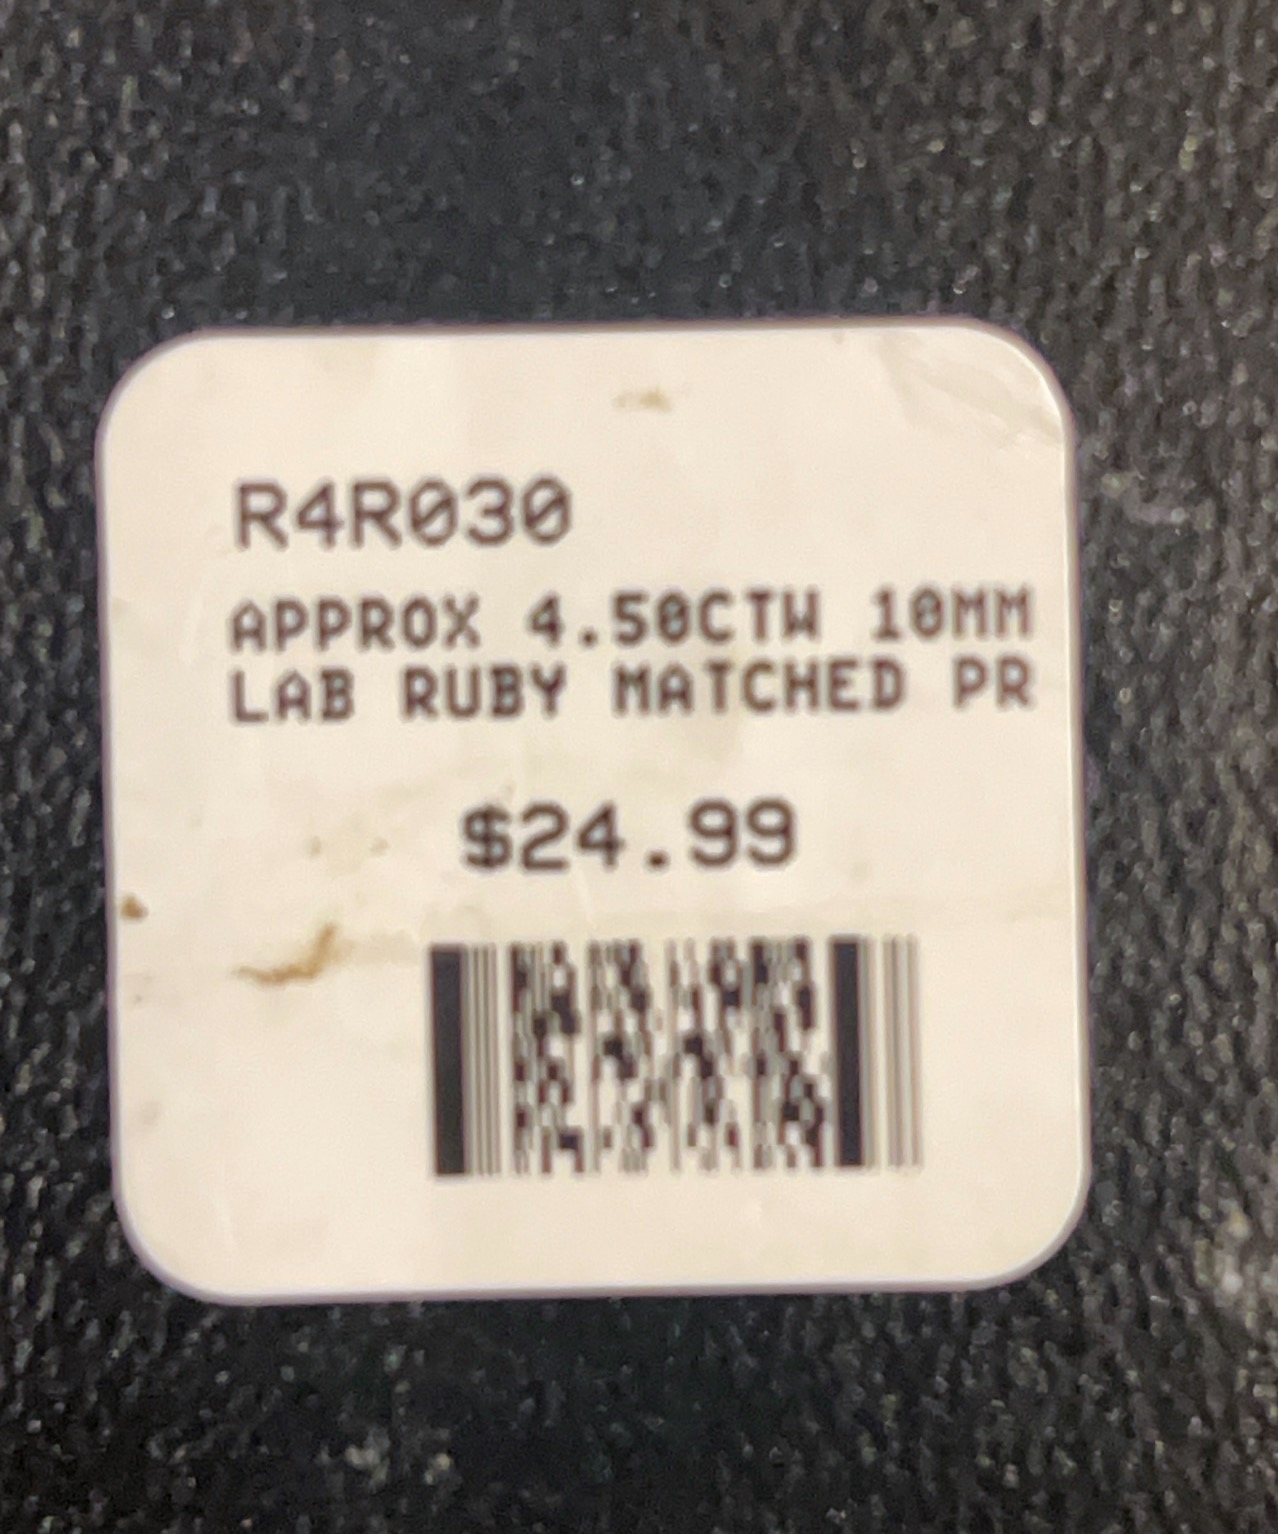 R4R030
APPROX 4.50CTW 10MM
LAB RUBY MATCHED PR
$24.99